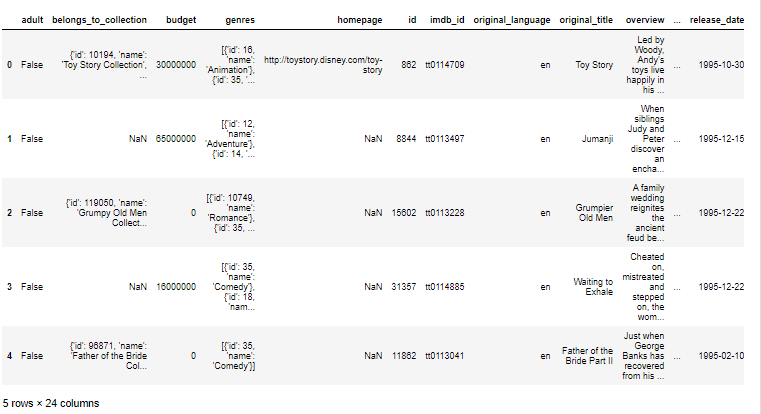 adult belongs_to_collection budget genres homepage id imdb_id original_language original_title overview ... release_date
0 False {'id': 10194, 'name': 'Toy Story Collection', ... 30000000 [{'id': 16, 'name': 'Animation'}, {'id': 35, '... http://toystory.disney.com/toy-story 862 tt0114709 en Toy Story Led by Woody, Andy's toys live happily in his ... ... 1995-10-30
1 False NaN 65000000 [{'id': 12, 'name': 'Adventure'}, {'id': 14, '... NaN 8844 tt0113497 en Jumanji When siblings Judy and Peter discover an encha... ... 1995-12-15
2 False {'id': 119050, 'name': 'Grumpy Old Men Collect... 0 [{'id': 10749, 'name': 'Romance'}, {'id': 35, ... NaN 15602 tt0113228 en Grumpier Old Men A family wedding reignites the ancient feud be... ... 1995-12-22
3 False NaN 16000000 [{'id': 35, 'name': 'Comedy'}, {'id': 18, 'nam... NaN 31357 tt0114885 en Waiting to Exhale Cheated on, mistreated and stepped on, the wom... ... 1995-12-22
4 False {'id': 96871, 'name': 'Father of the Bride Col... 0 [{'id': 35, 'name': 'Comedy'}] NaN 11862 tt0113041 en Father of the Bride Part II Just when George Banks has recovered from his ... ... 1995-02-10
5 rows × 24 columns